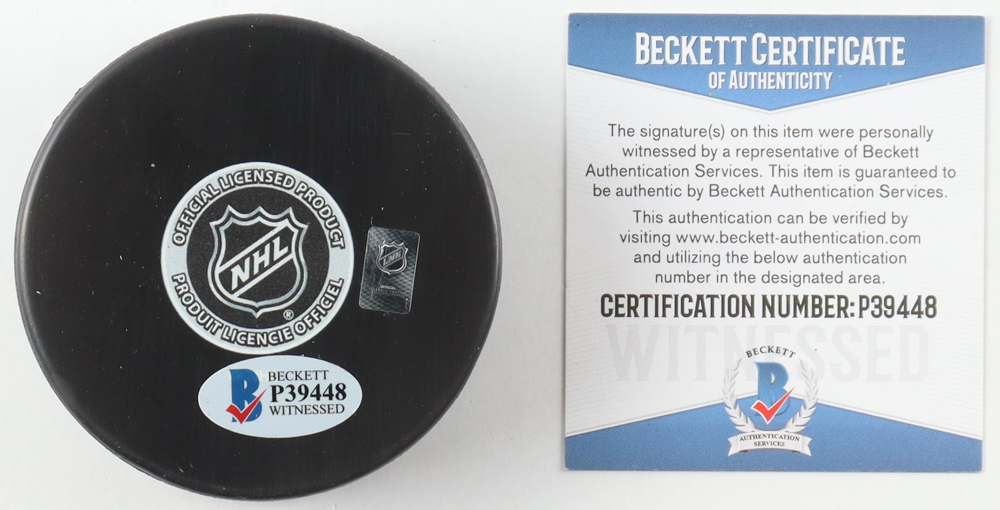 OFFICIAL LICENSED PRODUCT
NHL
®
PRODUIT LICENCIE OFFICIEL
NHL
BECKETT
B
P39448
WITNESSED
BECKETT CERTIFICATE
OF AUTHENTICITY
The signature(s) on this item were personally
witnessed by a representative of Beckett
Authentication Services. This item is guaranteed to
be authentic by Beckett Authentication Services.
This authentication can be verified by
visiting www.beckett-authentication.com
and utilizing the below authentication
number in the designated area.
CERTIFICATION NUMBER: P39448
WITNESSED
BECKETT
B
AUTHENTICATION
SERVICES